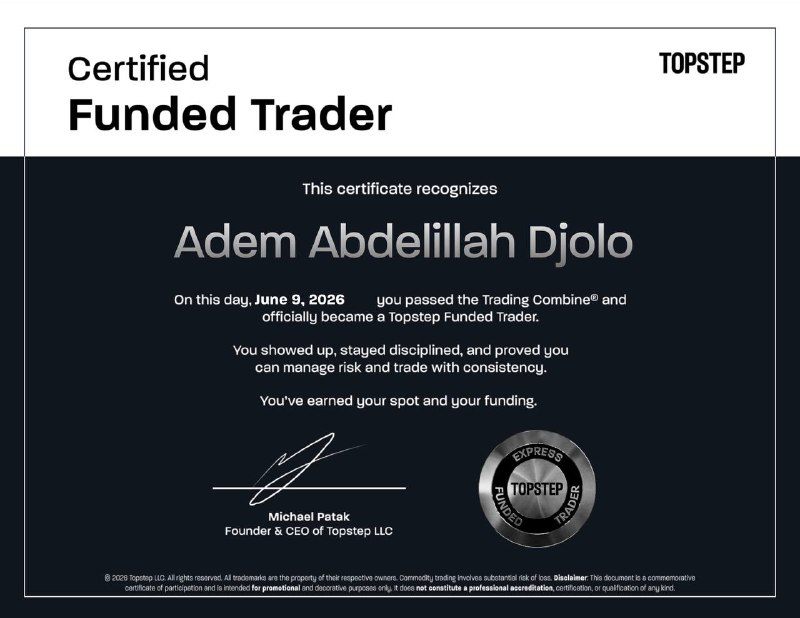 Certified
TOPSTEP
Funded Trader
This certificate recognizes
Adem Abdelillah Djolo
On this day, June 9, 2026 you passed the Trading Combine® and
officially became a Topstep Funded Trader.
You showed up, stayed disciplined, and proved you
can manage risk and trade with consistency.
You've earned your spot and your funding.
Michael Patak
Founder & CEO of Topstep LLC
EXPRESS
TOPSTEP
FUNDED TRADER
© 2026 Topstep LLC. All rights reserved. All trademarks are the property of their respective owners. Commodity trading involves substantial risk of loss. Disclaimer: This document is a commemorative
certificate of participation and is intended for promotional and decorative purposes only, it does not constitute a professional accreditation, certification, or qualification of any kind.